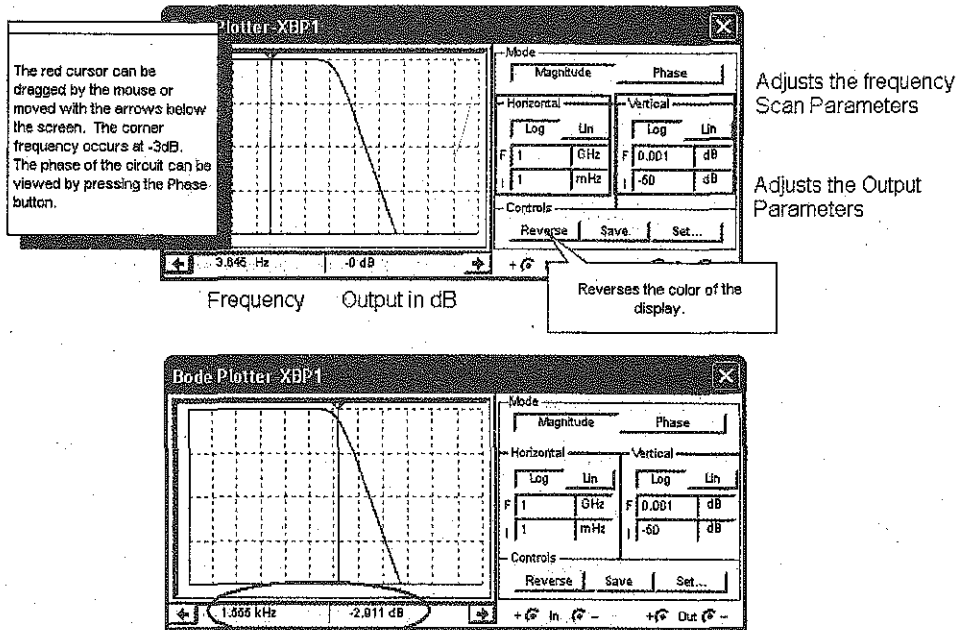 Plotter-XBP1
The red cursor can be
dragged by the mouse or
moved with the arrows below
the screen. The corner
frequency occurs at -3dB.
The phase of the circuit can be
viewed by pressing the Phase
button.
Mode
Magnitude Phase
Horizontal Vertical
Log Lin Log Lin
F 1 GHz F 0.001 dB
I 1 mHz I -60 dB
Controls
Reverse Save Set...
Adjusts the frequency
Scan Parameters
Adjusts the Output
Parameters
3.645 Hz -0 dB
+
Frequency Output in dB
Reverses the color of the
display.
Bode Plotter-XBP1
Mode
Magnitude Phase
Horizontal Vertical
Log Lin Log Lin
F 1 GHz F 0.001 dB
I 1 mHz I -60 dB
Controls
Reverse Save Set...
kHz -2.911 dB
+ In - + Out -